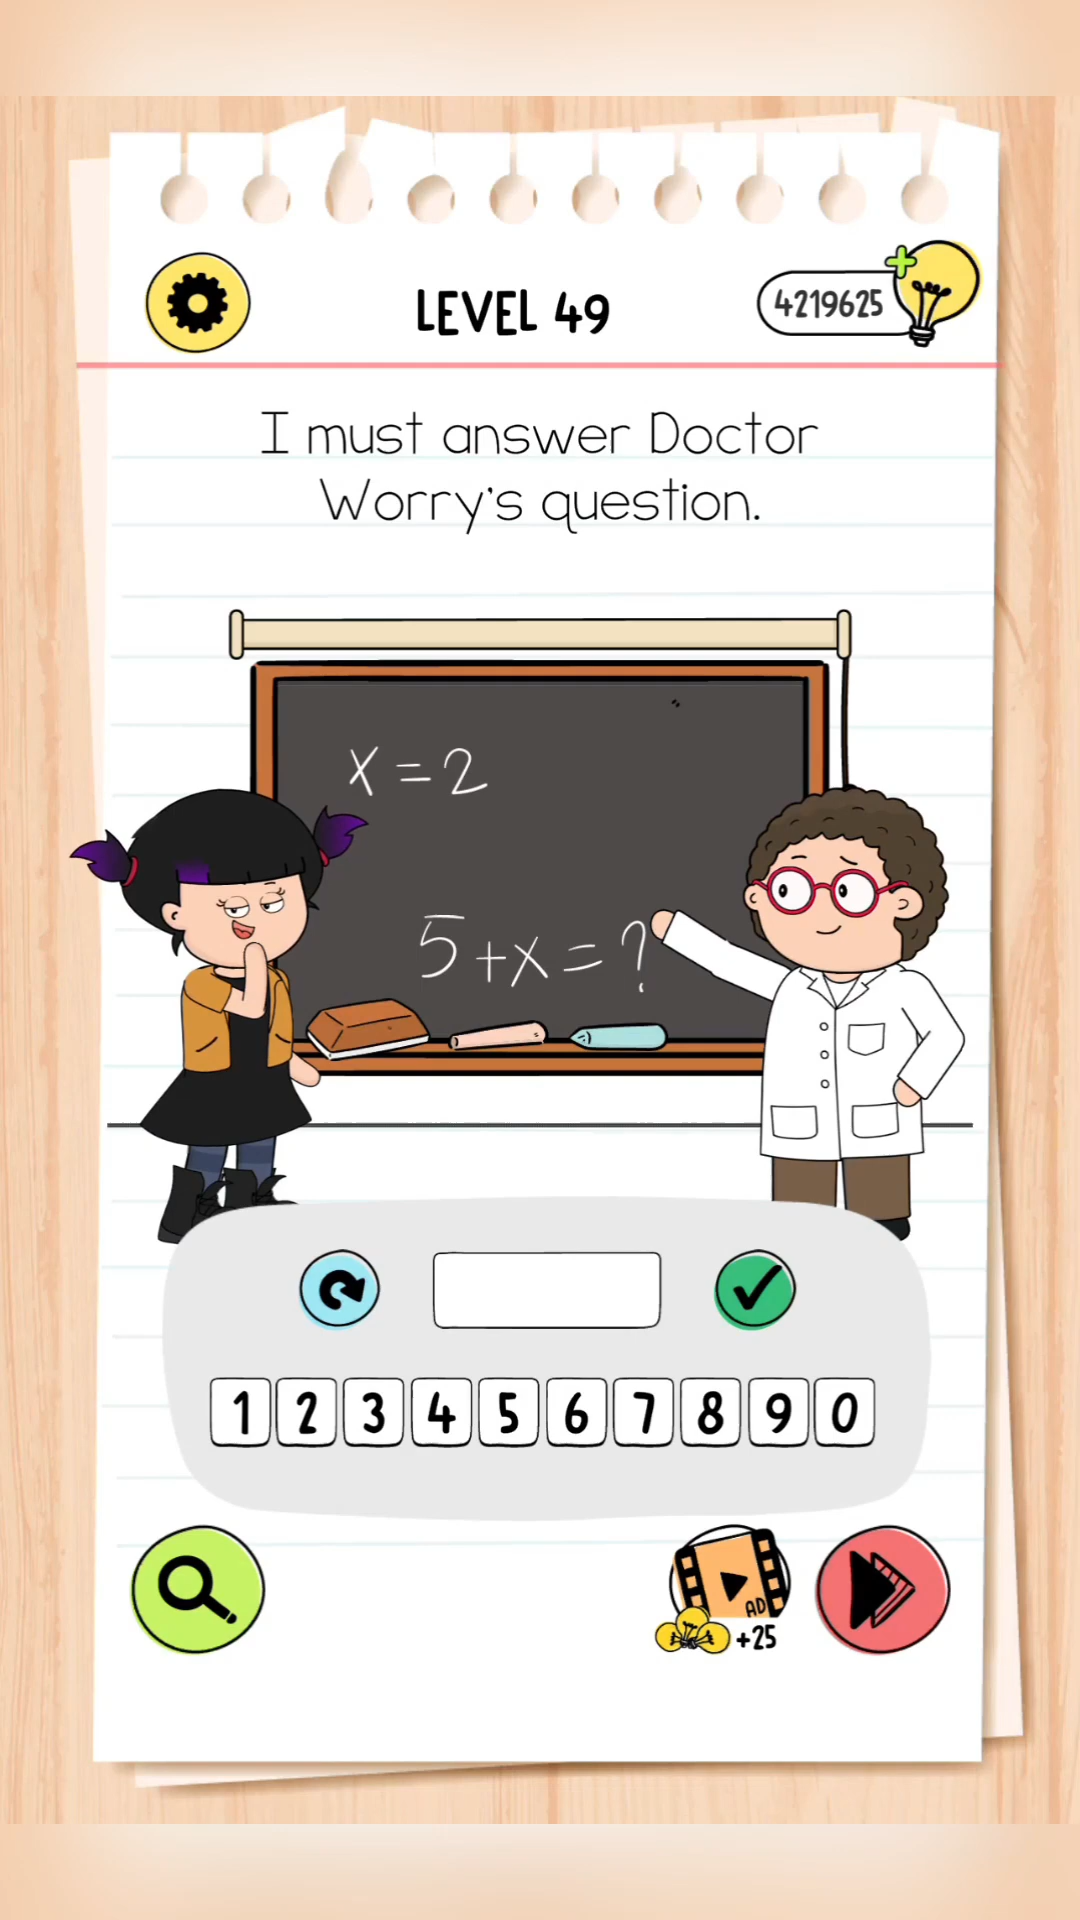 LEVEL 49
4219625
I must answer Doctor
Worry's question.
x = 2
5+x = ?
1 2 3 4 5 6 7 8 9 0
AD
+25